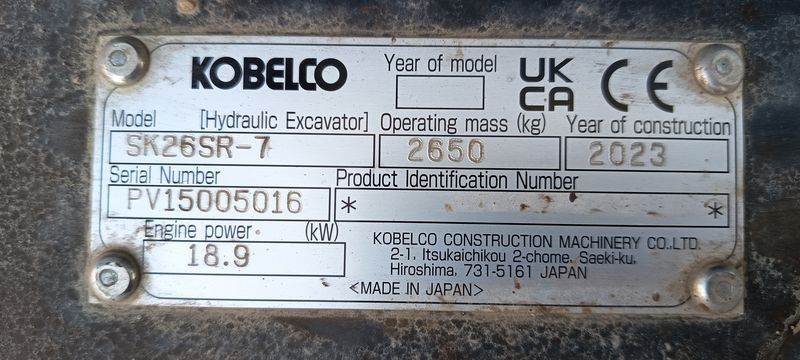 KOBELCO
Year of model
UK
CA CE
Model [Hydraulic Excavator] Operating mass (kg) Year of construction
SK26SR-7 2650 2023
Serial Number Product Identification Number
PV15005016 * *
Engine power (kW)
18.9
KOBELCO CONSTRUCTION MACHINERY CO.,LTD.
2-1, Itsukaichikou 2-chome, Saeki-ku,
Hiroshima, 731-5161 JAPAN
<MADE IN JAPAN>